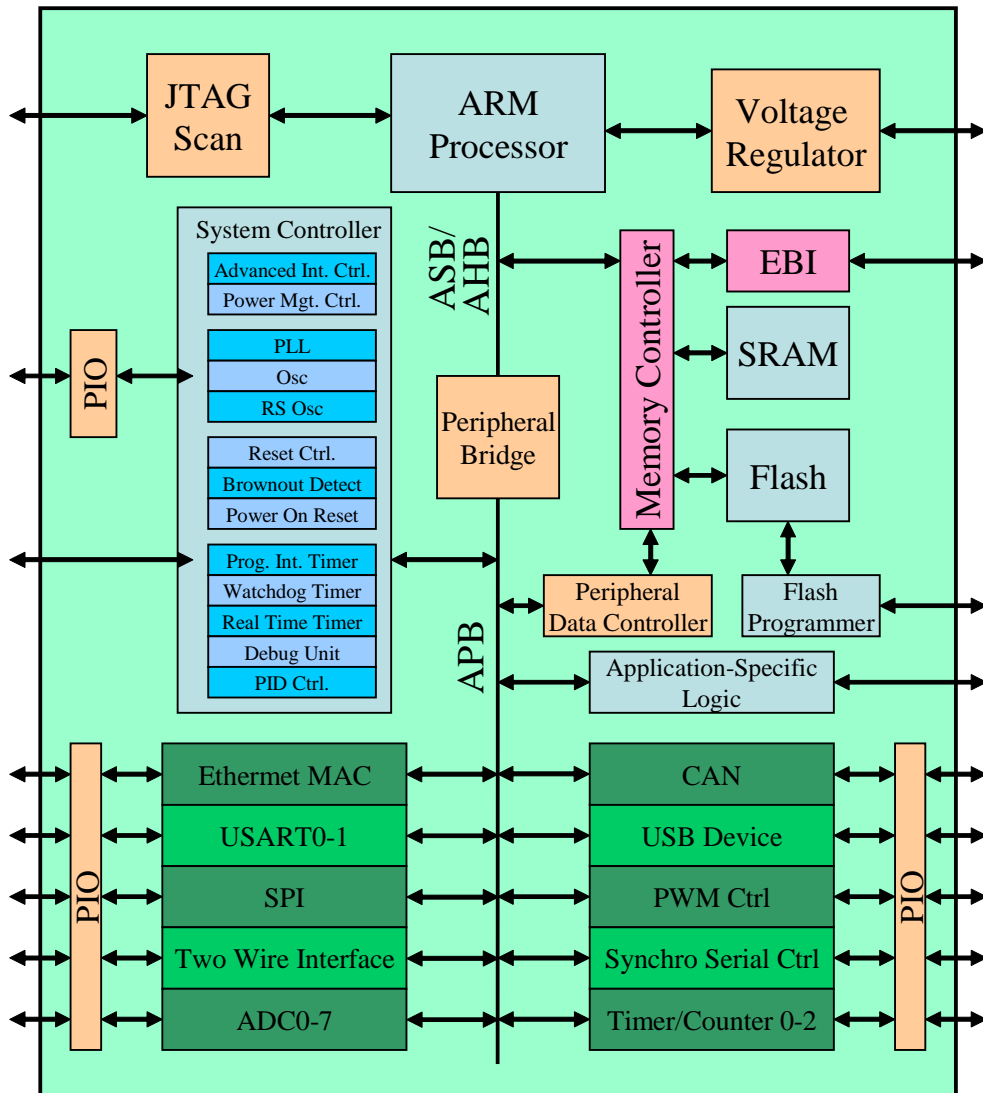 JTAG
Scan
ARM
Processor
Voltage
Regulator
System Controller
Advanced Int. Ctrl.
Power Mgt. Ctrl.
PLL
Osc
RS Osc
Reset Ctrl.
Brownout Detect
Power On Reset
Prog. Int. Timer
Watchdog Timer
Real Time Timer
Debug Unit
PID Ctrl.
PIO
ASB/
AHB
Peripheral
Bridge
APB
Memory Controller
EBI
SRAM
Flash
Peripheral
Data Controller
Flash
Programmer
Application-Specific
Logic
PIO
Ethermet MAC
USART0-1
SPI
Two Wire Interface
ADC0-7
CAN
USB Device
PWM Ctrl
Synchro Serial Ctrl
Timer/Counter 0-2
PIO